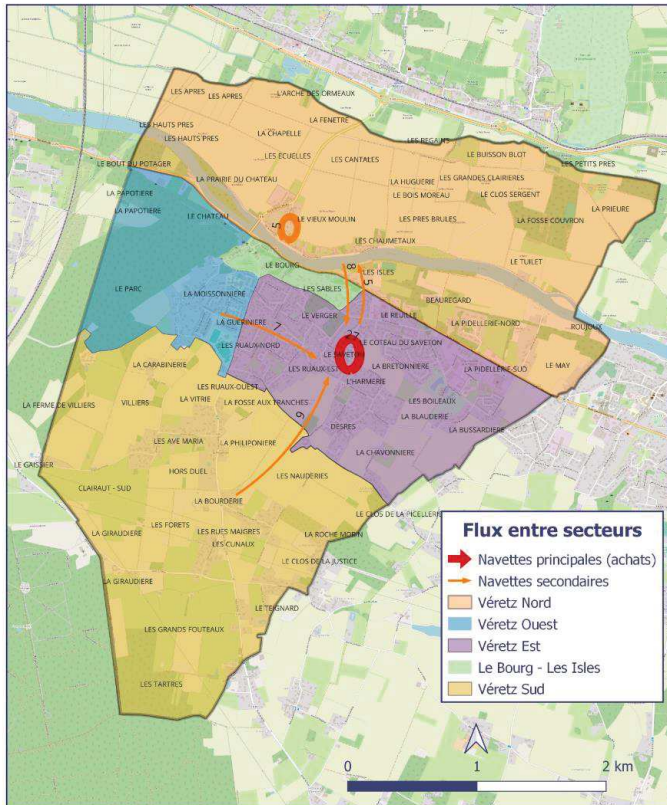 LES APRES
LES APRES
L'ARCHE DES ORMEAUX
LA FENETRE
LES HAUTS PRES
LES HAUTS PRES
LA CHAPELLE
LES REGAINS
LES ECUELLES
LES CANTALES
LE BUISSON BLOT
LES PETITS PRES
LE BOUT DU POTAGER
LA PRAIRIE DU CHATEAU
LA HUGUERIE
LES GRANDES CLAIRIERES
LA PAPOTIERE
LE BOIS MOREAU
LE CLOS SERGENT
LA PRIEURE
LA PAPOTIERE
LE CHATEAU
5
LE VIEUX MOULIN
LES PRES BRULES
LA FOSSE COUVRON
LES CHAUMETAUX
LE TUILET
LE BOURG
8
LES ISLES
5
LE PARC
LA MOISSONNIERE
LES SABLES
BEAUREGARD
LA GUERINIERE
7
LE VERGER
LE REUILLE
LA PIDELLERIE-NORD
ROUJOUX
27
LES RUAUX-NORD
LE SAVETON
LE COTEAU DU SAVETON
LA CARABINERIE
LES RUAUX-EST
LA BRETONNIERE
LA PIDELLERIE-SUD
LE MAY
LES RUAUX-OUEST
L'HARMERIE
LA FERME DE VILLIERS
VILLIERS
LA VITRIE
LA FOSSE AUX TRANCHES
6
LES BOILEAUX
LA BLAUDERIE
DESRES
LA BUSSARDIERE
LES AVE MARIA
LA PHILIPONIERE
LE GAISNIER
HORS DUEL
LA CHAVONNIERE
CLAIRAUT - SUD
LES NAUDERIES
LA BOURDERIE
LE CLOS DE LA PICELLERIE
LES FORETS
LA GIRAUDIERE
LES RUES MAIGRES
LA ROCHE MORIN
LES CUNAUX
LE CLOS DE LA JUSTICE
LA GIRAUDIERE
LE TEIGNARD
LES GRANDS FOUTEAUX
LES TARTRES
Flux entre secteurs
Navettes principales (achats)
Navettes secondaires
Véretz Nord
Véretz Ouest
Véretz Est
Le Bourg - Les Isles
Véretz Sud
0 1 2 km